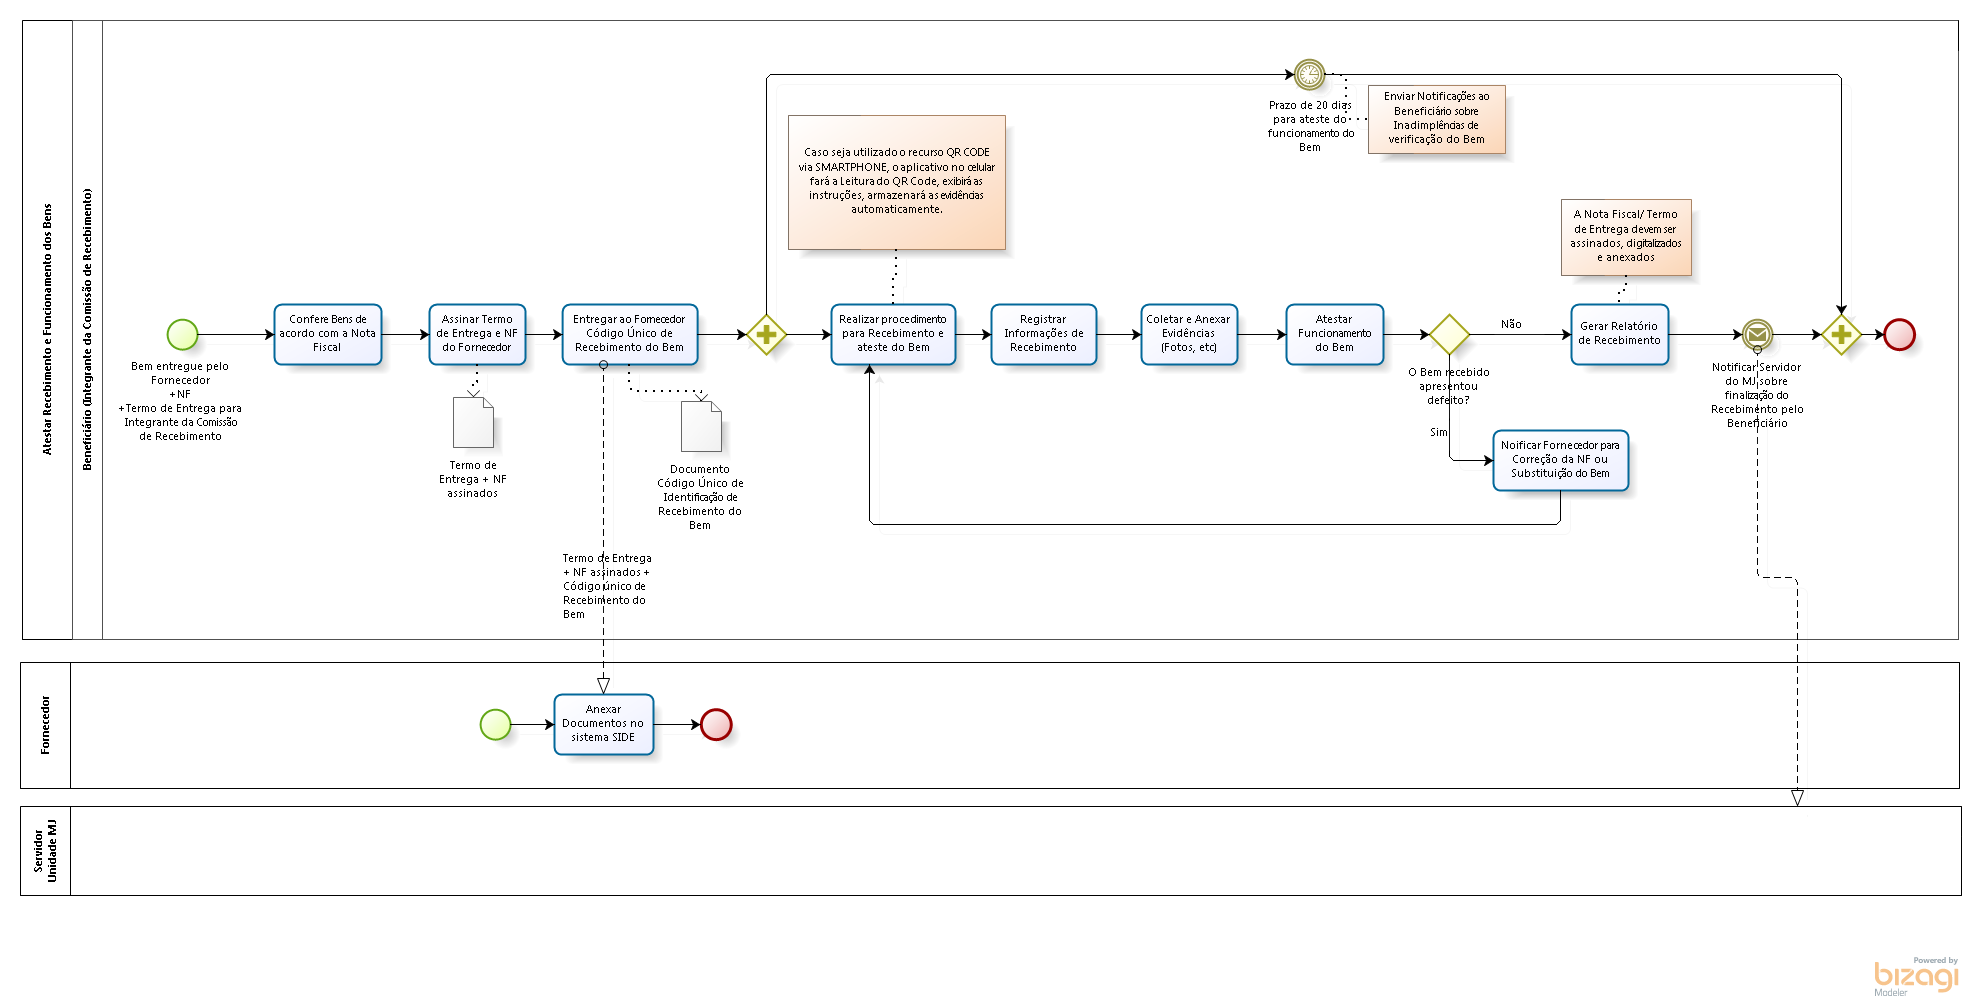 Atestar Recebimento e Funcionamento dos Bens
Beneficiário (Integrante da Comissão de Recebimento)
Bem entregue pelo
Fornecedor
+NF
+Termo de Entrega para
Integrante da Comissão
de Recebimento
Confere Bens de
acordo com a Nota
Fiscal
Assinar Termo
de Entrega e NF
do Fornecedor
Termo de
Entrega + NF
assinados
Entregar ao Fornecedor
Código Único de
Recebimento do Bem
Documento
Código Único de
Identificação de
Recebimento do
Bem
Termo de Entrega
+ NF assinados +
Código único de
Recebimento do
Bem
Caso seja utilizado o recurso QR CODE
via SMARTPHONE, o aplicativo no celular
fará a Leitura do QR Code, exibirá as
instruções, armazenará as evidências
automaticamente.
Realizar procedimento
para Recebimento e
ateste do Bem
Registrar
Informações de
Recebimento
Coletar e Anexar
Evidências
(Fotos, etc)
Prazo de 20 dias
para ateste do
funcionamento do
Bem
Enviar Notificações ao
Beneficiário sobre
Inadimplências de
verificação do Bem
Atestar
Funcionamento
do Bem
O Bem recebido
apresentou
defeito?
Não
Sim
Noificar Fornecedor para
Correção da NF ou
Substituição do Bem
A Nota Fiscal/ Termo
de Entrega devem ser
assinados, digitalizados
e anexados
Gerar Relatório
de Recebimento
Notificar Servidor
do MJ sobre
finalização do
Recebimento pelo
Beneficiário
Fornecedor
Anexar
Documentos no
sistema SIDE
Servidor
Unidade MJ
Powered by
bizagi
Modeler